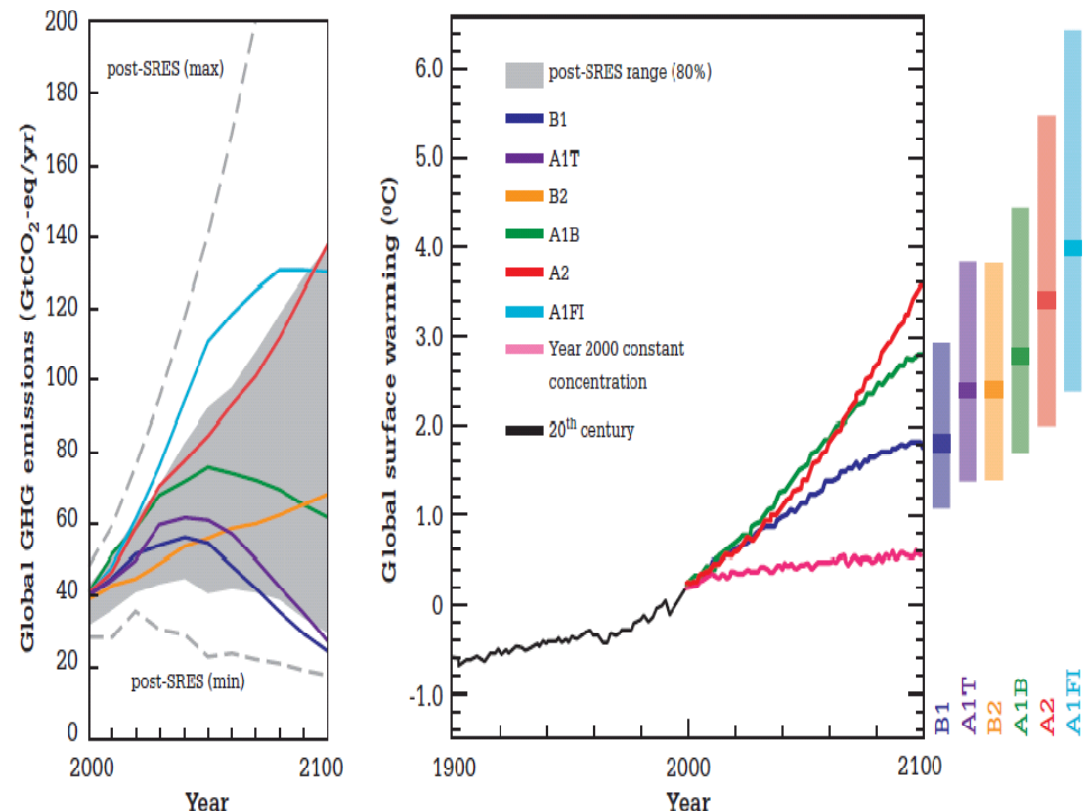 Global GHG emissions (GtCO₂-eq/yr)
200
180
160
140
120
100
80
60
40
20
0
post-SRES (max)
post-SRES (min)
2000
2100
Year
Global surface warming (⁰C)
6.0
5.0
4.0
3.0
2.0
1.0
0
-1.0
post-SRES range (80%)
B1
A1T
B2
A1B
A2
A1FI
Year 2000 constant
concentration
20th century
1900
2000
2100
Year
B1
A1T
B2
A1B
A2
A1FI